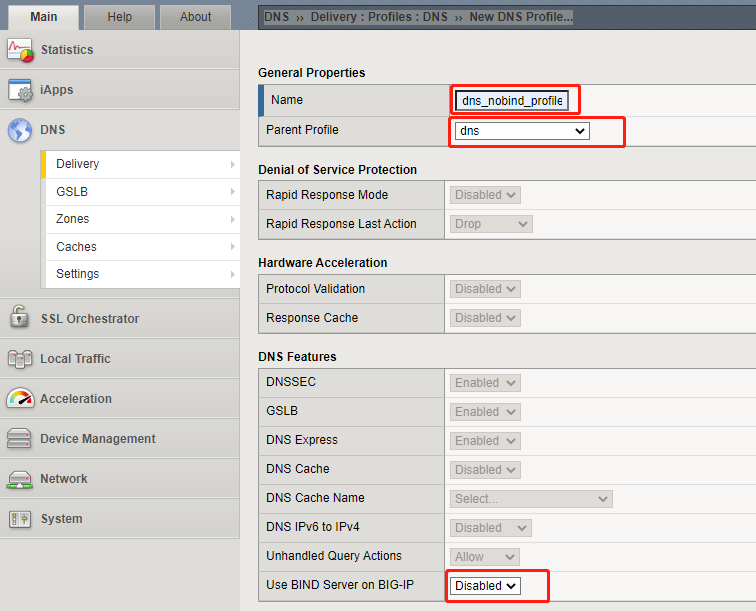 Main Help About
DNS ›› Delivery : Profiles : DNS ›› New DNS Profile...
Statistics
iApps
DNS
Delivery
GSLB
Zones
Caches
Settings
SSL Orchestrator
Local Traffic
Acceleration
Device Management
Network
System
General Properties
Name dns_nobind_profile
Parent Profile dns
Denial of Service Protection
Rapid Response Mode Disabled
Rapid Response Last Action Drop
Hardware Acceleration
Protocol Validation Disabled
Response Cache Disabled
DNS Features
DNSSEC Enabled
GSLB Enabled
DNS Express Enabled
DNS Cache Disabled
DNS Cache Name Select...
DNS IPv6 to IPv4 Disabled
Unhandled Query Actions Allow
Use BIND Server on BIG-IP Disabled